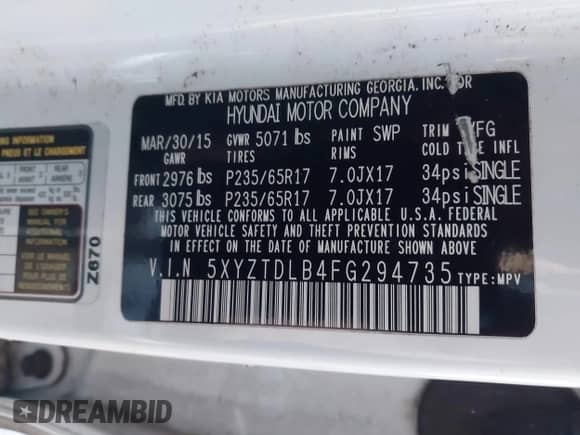 MFD. BY KIA MOTORS MANUFACTURING GEORGIA, INC. FOR
HYUNDAI MOTOR COMPANY
MAR/30/15 GVWR 5071 lbs PAINT SWP TRIM YFG
GAWR TIRES RIMS COLD TIRE INFL
FRONT 2976 lbs P235/65R17 7.0JX17 34psi SINGLE
REAR 3075 lbs P235/65R17 7.0JX17 34psi SINGLE
THIS VEHICLE CONFORMS TO ALL APPLICABLE U.S.A. FEDERAL
MOTOR VEHICLE SAFETY AND THEFT PREVENTION STANDARDS
IN EFFECT ON THE DATE OF MANUFACTURE SHOWN ABOVE.
V.I.N 5XYZTDLB4FG294735 TYPE: MPV
Z670
DREAMBID